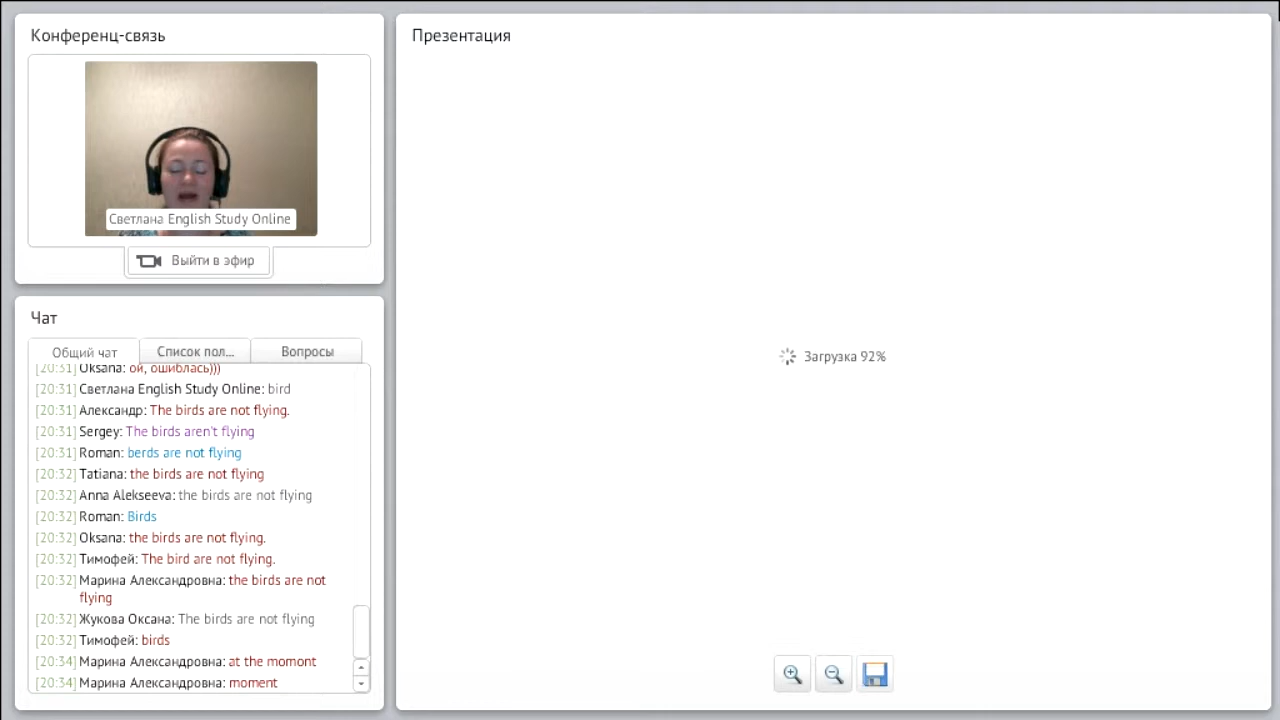 Конференц-связь
Светлана English Study Online
Выйти в эфир
Чат
Общий чат
Список пол...
Вопросы
[20:31] Oksana: ой, ошиблась)))
[20:31] Светлана English Study Online: bird
[20:31] Александр: The birds are not flying.
[20:31] Sergey: The birds aren't flying
[20:31] Roman: berds are not flying
[20:32] Tatiana: the birds are not flying
[20:32] Anna Alekseeva: the birds are not flying
[20:32] Roman: Birds
[20:32] Oksana: the birds are not flying.
[20:32] Тимофей: The bird are not flying.
[20:32] Марина Александровна: the birds are not
flying
[20:32] Жукова Оксана: The birds are not flying
[20:32] Тимофей: birds
[20:34] Марина Александровна: at the momont
[20:34] Марина Александровна: moment
Презентация
Загрузка 92%